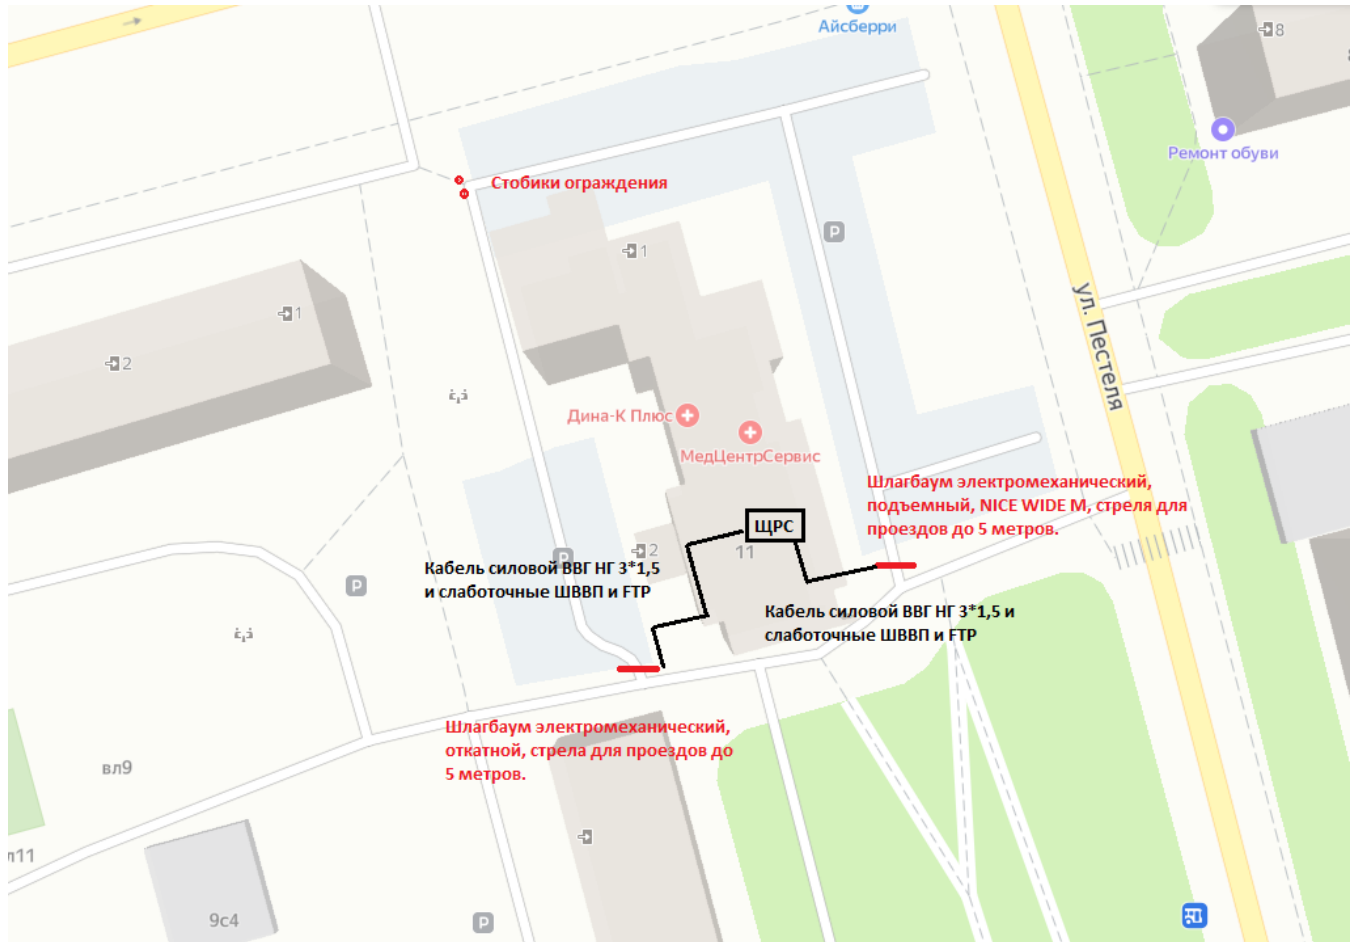 Айсберри
8
Ремонт обуви
Стобики ограждения
P
1
1
2
ул. Пестеля
Дина-К Плюс
МедЦентрСервис
Шлагбаум электромеханический,
подъемный, NICE WIDE M, стреля для
проездов до 5 метров.
ЩРС
11
2
P
P
Кабель силовой ВВГ НГ 3*1,5
и слаботочные ШВВП и FTP
Кабель силовой ВВГ НГ 3*1,5 и
слаботочные ШВВП и FTP
Шлагбаум электромеханический,
откатной, стрела для проездов до
5 метров.
вл9
л11
9с4
P